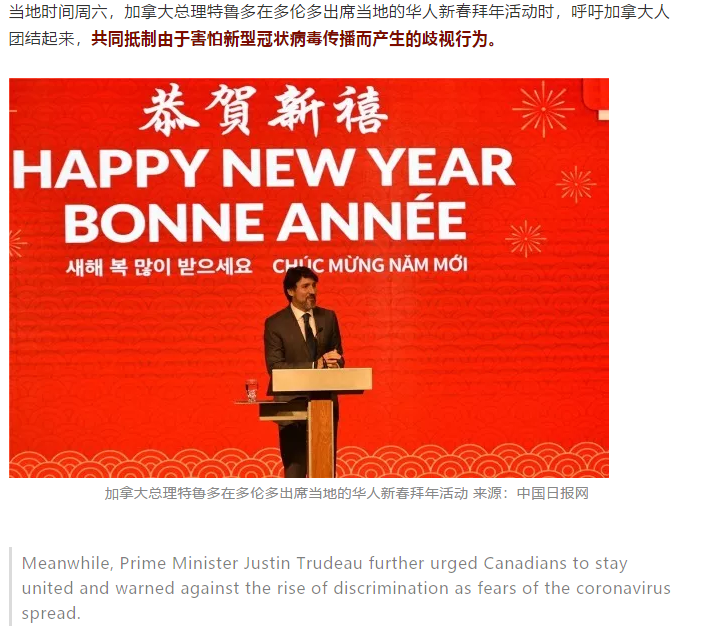 当地时间周六，加拿大总理特鲁多在多伦多出席当地的华人新春拜年活动时，呼吁加拿大人
团结起来，共同抵制由于害怕新型冠状病毒传播而产生的歧视行为。
恭賀新禧
HAPPY NEW YEAR
BONNE ANNÉE
새해 복 많이 받으세요 CHÚC MỪNG NĂM MỚI
加拿大总理特鲁多在多伦多出席当地的华人新春拜年活动 来源：中国日报网
Meanwhile, Prime Minister Justin Trudeau further urged Canadians to stay
united and warned against the rise of discrimination as fears of the coronavirus
spread.